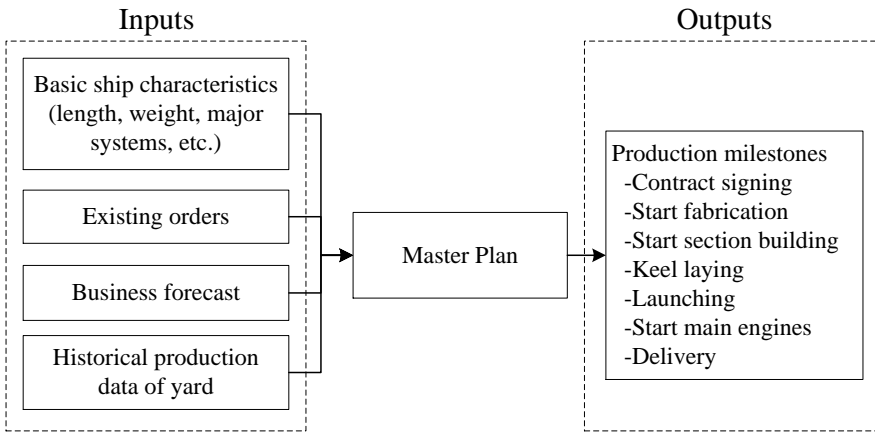 Inputs
Basic ship characteristics
(length, weight, major
systems, etc.)
Existing orders
Business forecast
Historical production
data of yard
Master Plan
Outputs
Production milestones
-Contract signing
-Start fabrication
-Start section building
-Keel laying
-Launching
-Start main engines
-Delivery